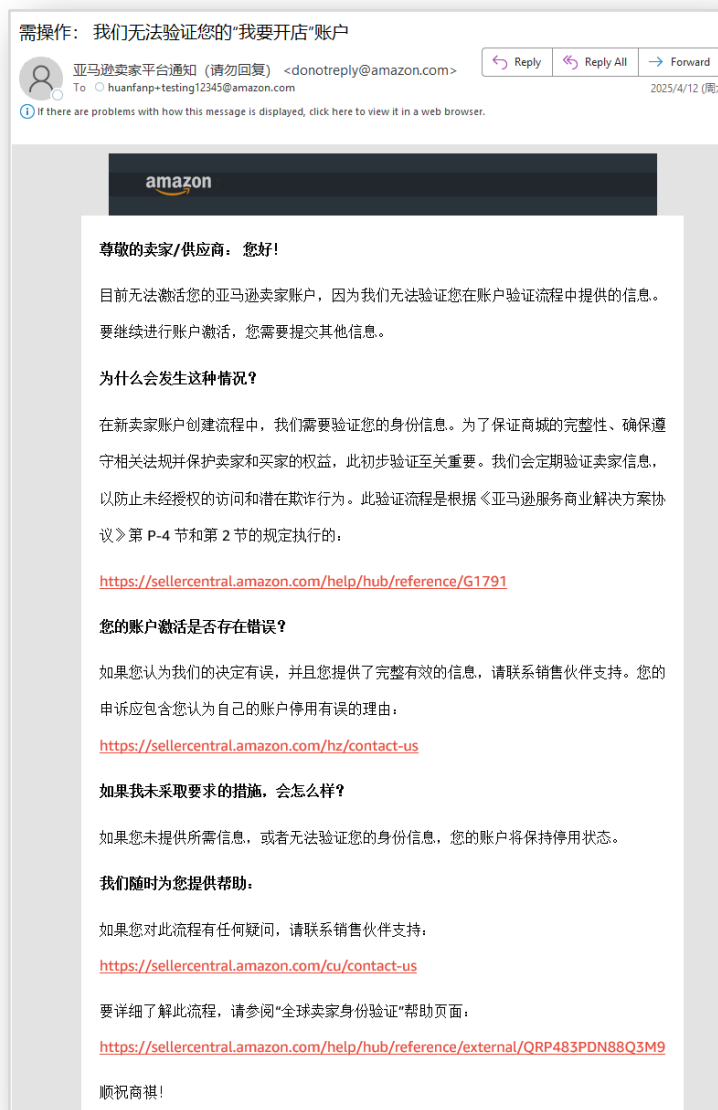 需操作： 我们无法验证您的“我要开店”账户
亚马逊卖家平台通知（请勿回复） <donotreply@amazon.com>
Reply
Reply All
Forward
To huanfanp+testing12345@amazon.com
2025/4/12 (周
If there are problems with how this message is displayed, click here to view it in a web browser.
amazon
尊敬的卖家/供应商： 您好！
目前无法激活您的亚马逊卖家账户，因为我们无法验证您在账户验证流程中提供的信息。
要继续进行账户激活，您需要提交其他信息。
为什么会发生这种情况？
在新卖家账户创建流程中，我们需要验证您的身份信息。为了保证商城的完整性、确保遵
守相关法规并保护卖家和买家的权益，此初步验证至关重要。我们会定期验证卖家信息，
以防止未经授权的访问和潜在欺诈行为。此验证流程是根据《亚马逊服务商业解决方案协
议》第 P-4 节和第 2 节的规定执行的：
https://sellercentral.amazon.com/help/hub/reference/G1791
您的账户激活是否存在错误？
如果您认为我们的决定有误，并且您提供了完整有效的信息，请联系销售伙伴支持。您的
申诉应包含您认为自己的账户停用有误的理由：
https://sellercentral.amazon.com/hz/contact-us
如果我未采取要求的措施，会怎么样？
如果您未提供所需信息，或者无法验证您的身份信息，您的账户将保持停用状态。
我们随时为您提供帮助：
如果您对此流程有任何疑问，请联系销售伙伴支持：
https://sellercentral.amazon.com/cu/contact-us
要详细了解此流程，请参阅“全球卖家身份验证”帮助页面：
https://sellercentral.amazon.com/help/hub/reference/external/QRP483PDN88Q3M9
顺祝商祺！